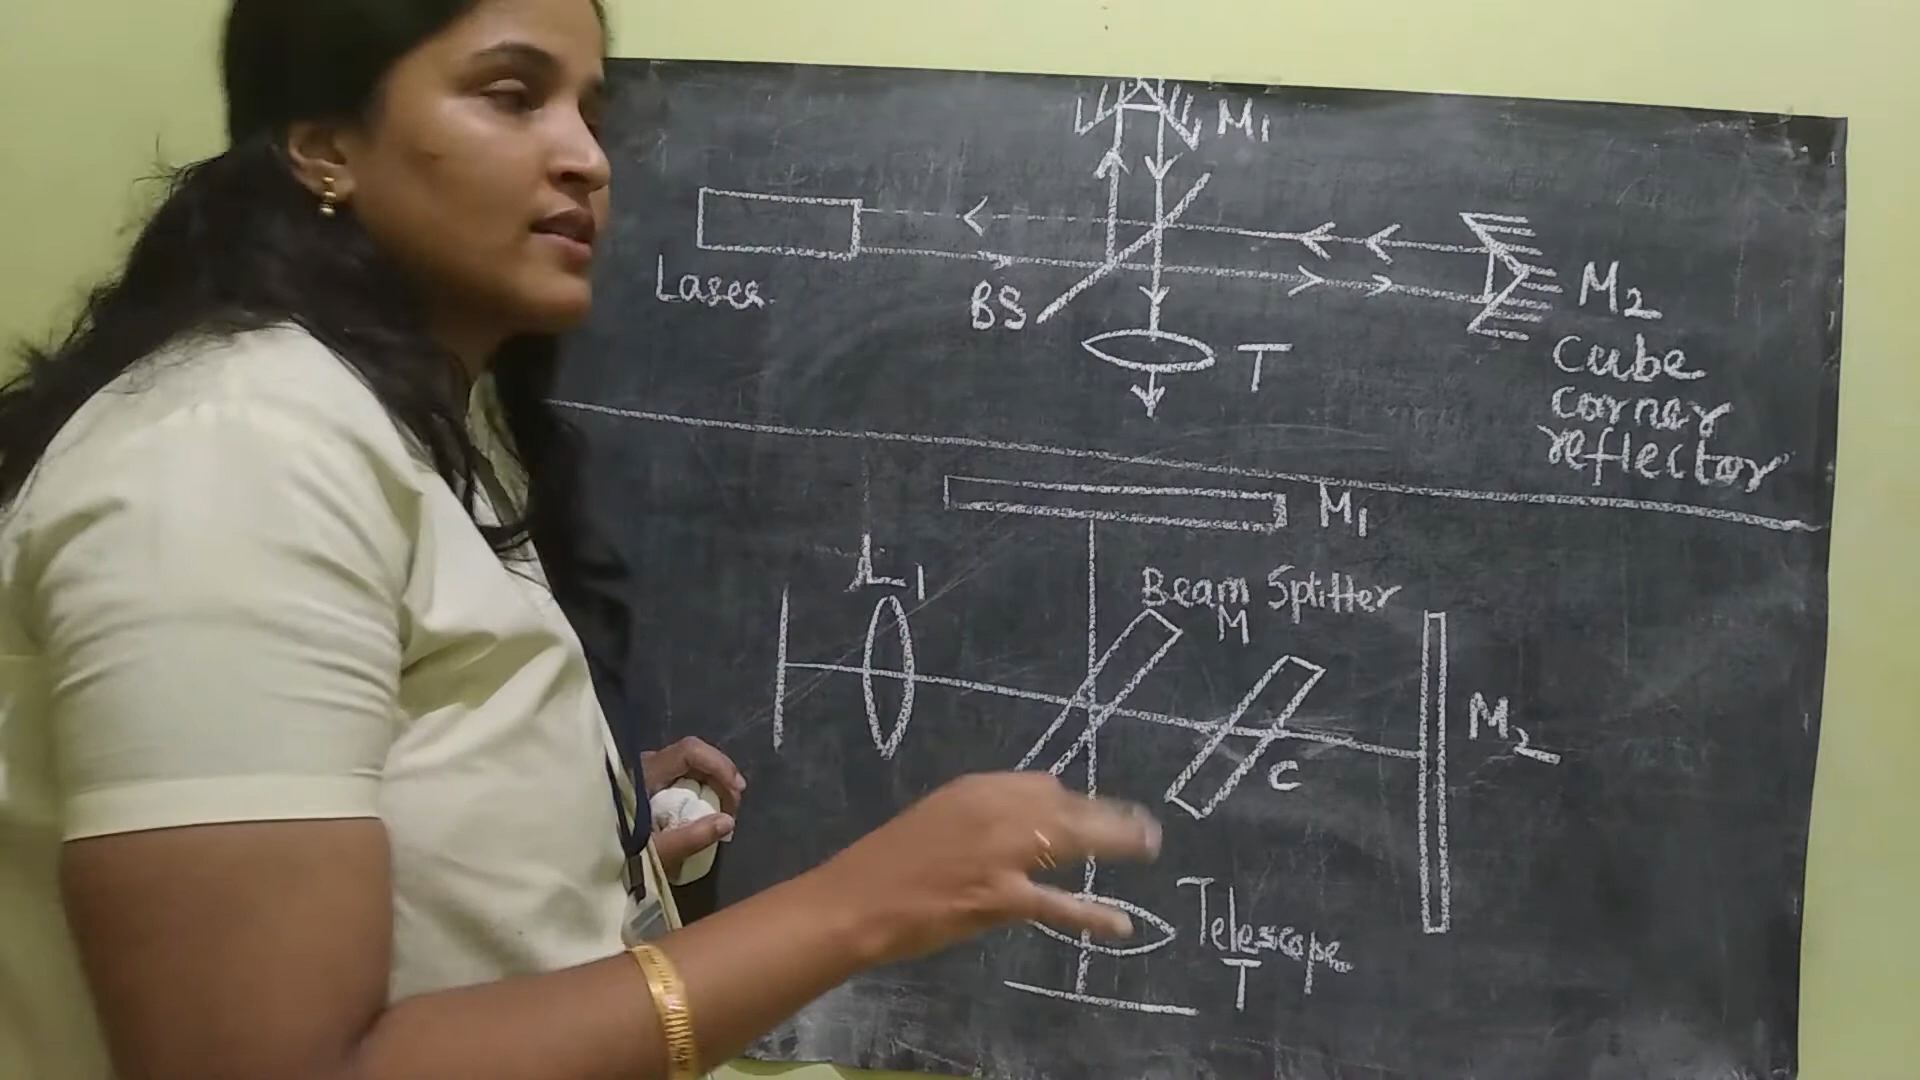 M1
Laser
BS
M2
T
Cube
corner
reflector
M1
L1
Beam Splitter
M
M2
C
Telescope
T